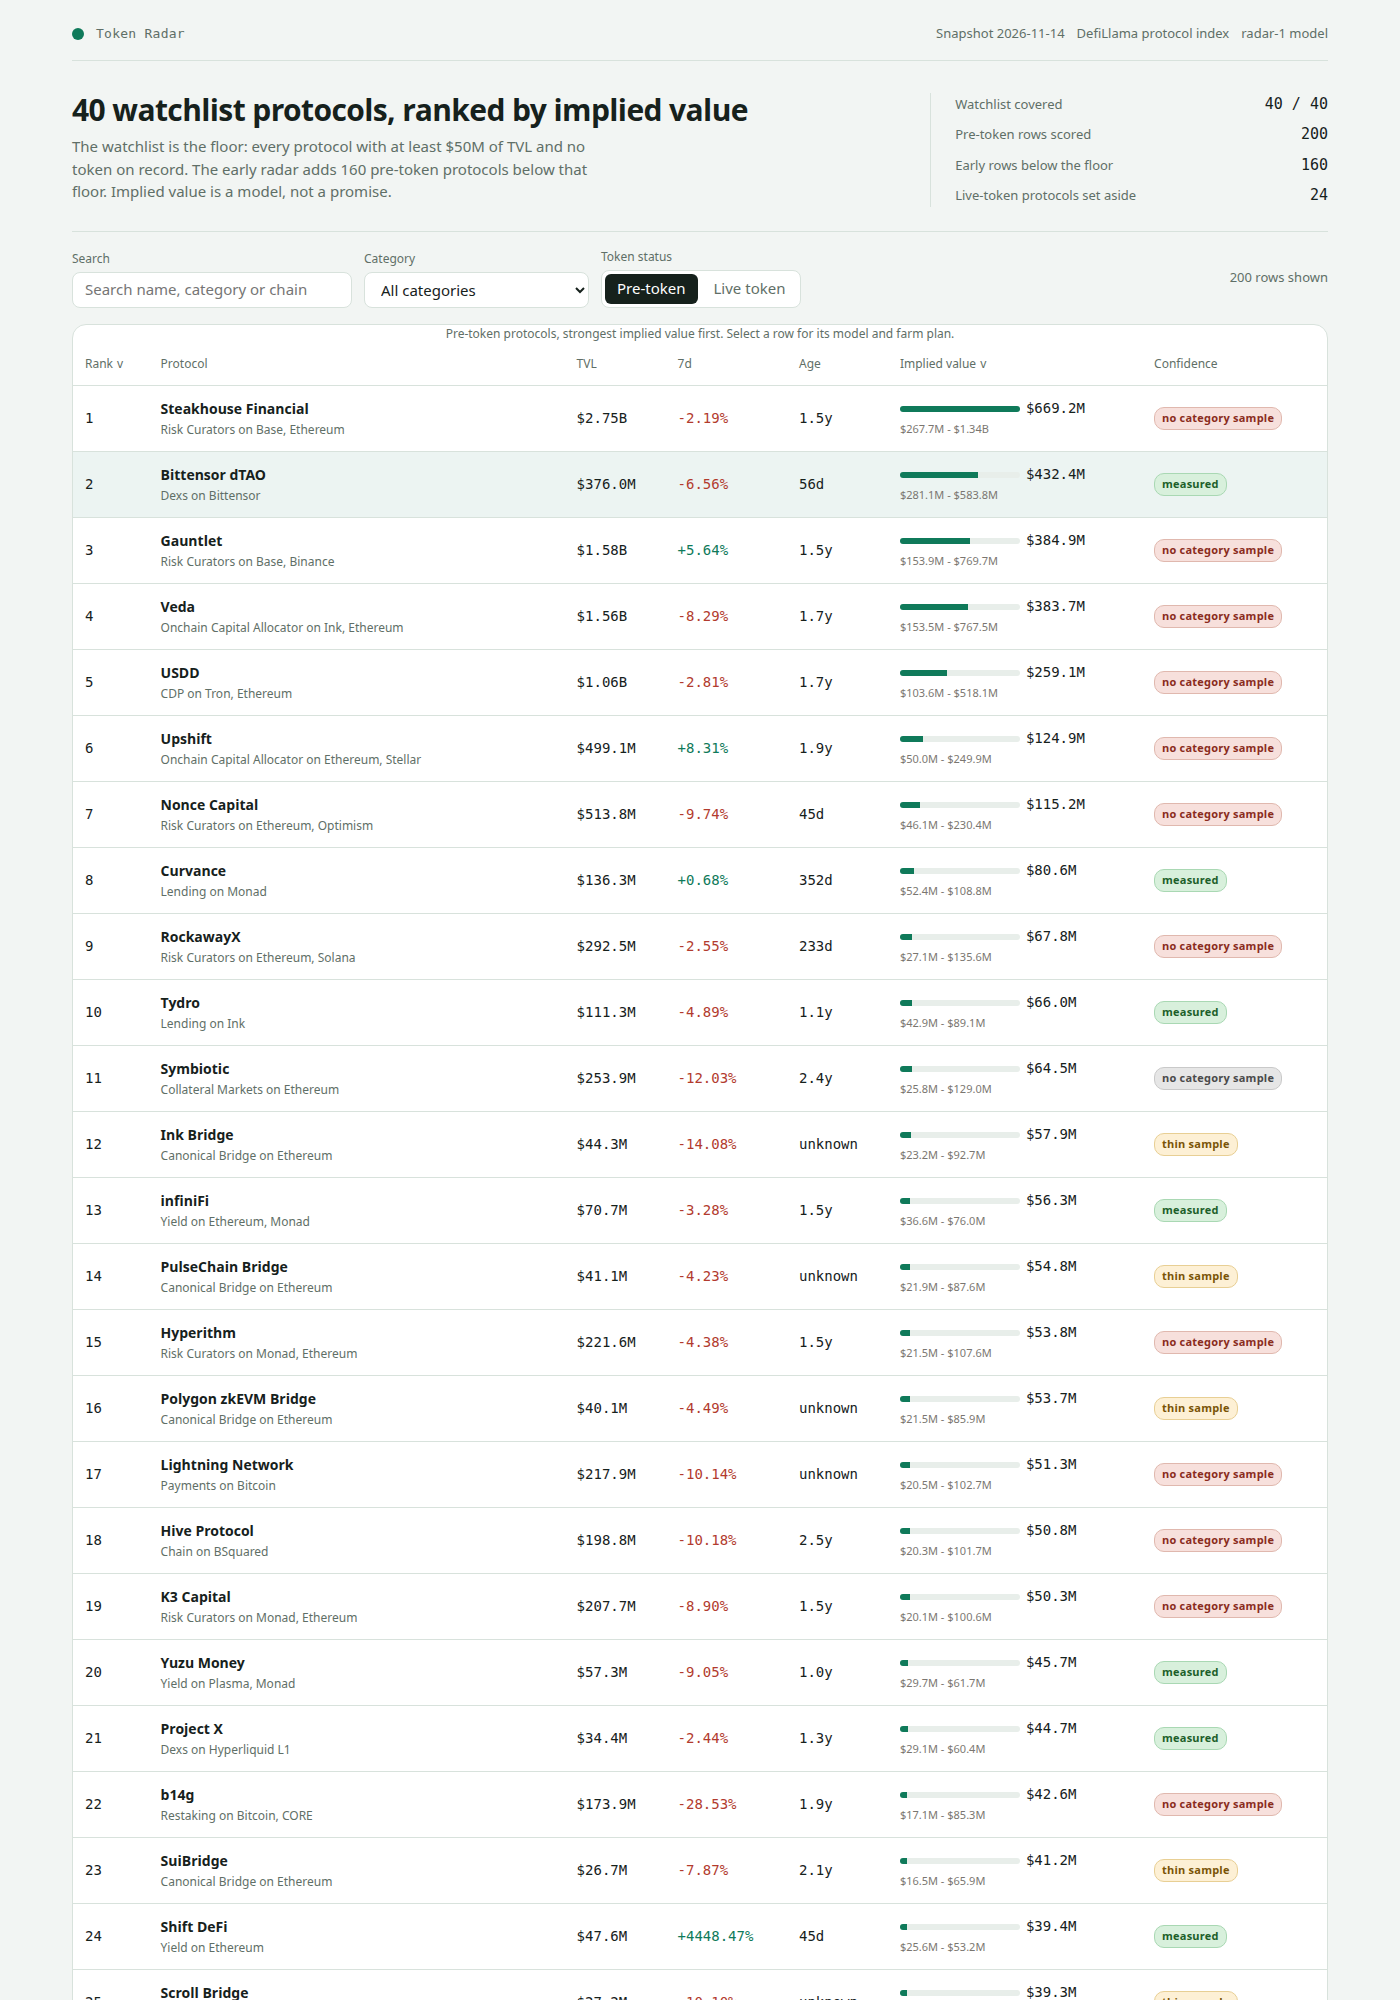 Token Radar
Snapshot 2026-11-14 DefiLlama protocol index radar-1 model
40 watchlist protocols, ranked by implied value
The watchlist is the floor: every protocol with at least $50M of TVL and no
token on record. The early radar adds 160 pre-token protocols below that
floor. Implied value is a model, not a promise.
Watchlist covered 40 / 40
Pre-token rows scored 200
Early rows below the floor 160
Live-token protocols set aside 24
Search
Category
Token status
Search name, category or chain
All categories
Pre-token Live token
200 rows shown
Pre-token protocols, strongest implied value first. Select a row for its model and farm plan.
Rank v Protocol TVL 7d Age Implied value v Confidence
1 Steakhouse Financial $2.75B -2.19% 1.5y $669.2M no category sample
Risk Curators on Base, Ethereum $267.7M - $1.34B
2 Bittensor dTAO $376.0M -6.56% 56d $432.4M measured
Dexs on Bittensor $281.1M - $583.8M
3 Gauntlet $1.58B +5.64% 1.5y $384.9M no category sample
Risk Curators on Base, Binance $153.9M - $769.7M
4 Veda $1.56B -8.29% 1.7y $383.7M no category sample
Onchain Capital Allocator on Ink, Ethereum $153.5M - $767.5M
5 USDD $1.06B -2.81% 1.7y $259.1M no category sample
CDP on Tron, Ethereum $103.6M - $518.1M
6 Upshift $499.1M +8.31% 1.9y $124.9M no category sample
Onchain Capital Allocator on Ethereum, Stellar $50.0M - $249.9M
7 Nonce Capital $513.8M -9.74% 45d $115.2M no category sample
Risk Curators on Ethereum, Optimism $46.1M - $230.4M
8 Curvance $136.3M +0.68% 352d $80.6M measured
Lending on Monad $52.4M - $108.8M
9 RockawayX $292.5M -2.55% 233d $67.8M no category sample
Risk Curators on Ethereum, Solana $27.1M - $135.6M
10 Tydro $111.3M -4.89% 1.1y $66.0M measured
Lending on Ink $42.9M - $89.1M
11 Symbiotic $253.9M -12.03% 2.4y $64.5M no category sample
Collateral Markets on Ethereum $25.8M - $129.0M
12 Ink Bridge $44.3M -14.08% unknown $57.9M thin sample
Canonical Bridge on Ethereum $23.2M - $92.7M
13 infiniFi $70.7M -3.28% 1.5y $56.3M measured
Yield on Ethereum, Monad $36.6M - $76.0M
14 PulseChain Bridge $41.1M -4.23% unknown $54.8M thin sample
Canonical Bridge on Ethereum $21.9M - $87.6M
15 Hyperithm $221.6M -4.38% 1.5y $53.8M no category sample
Risk Curators on Monad, Ethereum $21.5M - $107.6M
16 Polygon zkEVM Bridge $40.1M -4.49% unknown $53.7M thin sample
Canonical Bridge on Ethereum $21.5M - $85.9M
17 Lightning Network $217.9M -10.14% unknown $51.3M no category sample
Payments on Bitcoin $20.5M - $102.7M
18 Hive Protocol $198.8M -10.18% 2.5y $50.8M no category sample
Chain on BSquared $20.3M - $101.7M
19 K3 Capital $207.7M -8.90% 1.5y $50.3M no category sample
Risk Curators on Monad, Ethereum $20.1M - $100.6M
20 Yuzu Money $57.3M -9.05% 1.0y $45.7M measured
Yield on Plasma, Monad $29.7M - $61.7M
21 Project X $34.4M -2.44% 1.3y $44.7M measured
Dexs on Hyperliquid L1 $29.1M - $60.4M
22 b14g $173.9M -28.53% 1.9y $42.6M no category sample
Restaking on Bitcoin, CORE $17.1M - $85.3M
23 SuiBridge $26.7M -7.87% 2.1y $41.2M thin sample
Canonical Bridge on Ethereum $16.5M - $65.9M
24 Shift DeFi $47.6M +4448.47% 45d $39.4M measured
Yield on Ethereum $25.6M - $53.2M
Scroll Bridge $39.3M